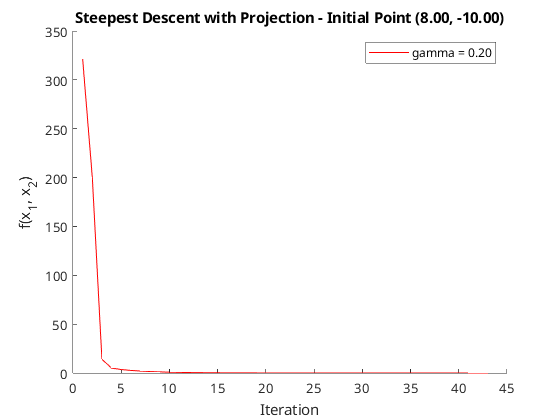 Steepest Descent with Projection - Initial Point (8.00, -10.00)
gamma = 0.20
f(x1, x2)
350
300
250
200
150
100
50
0
0 5 10 15 20 25 30 35 40 45
Iteration